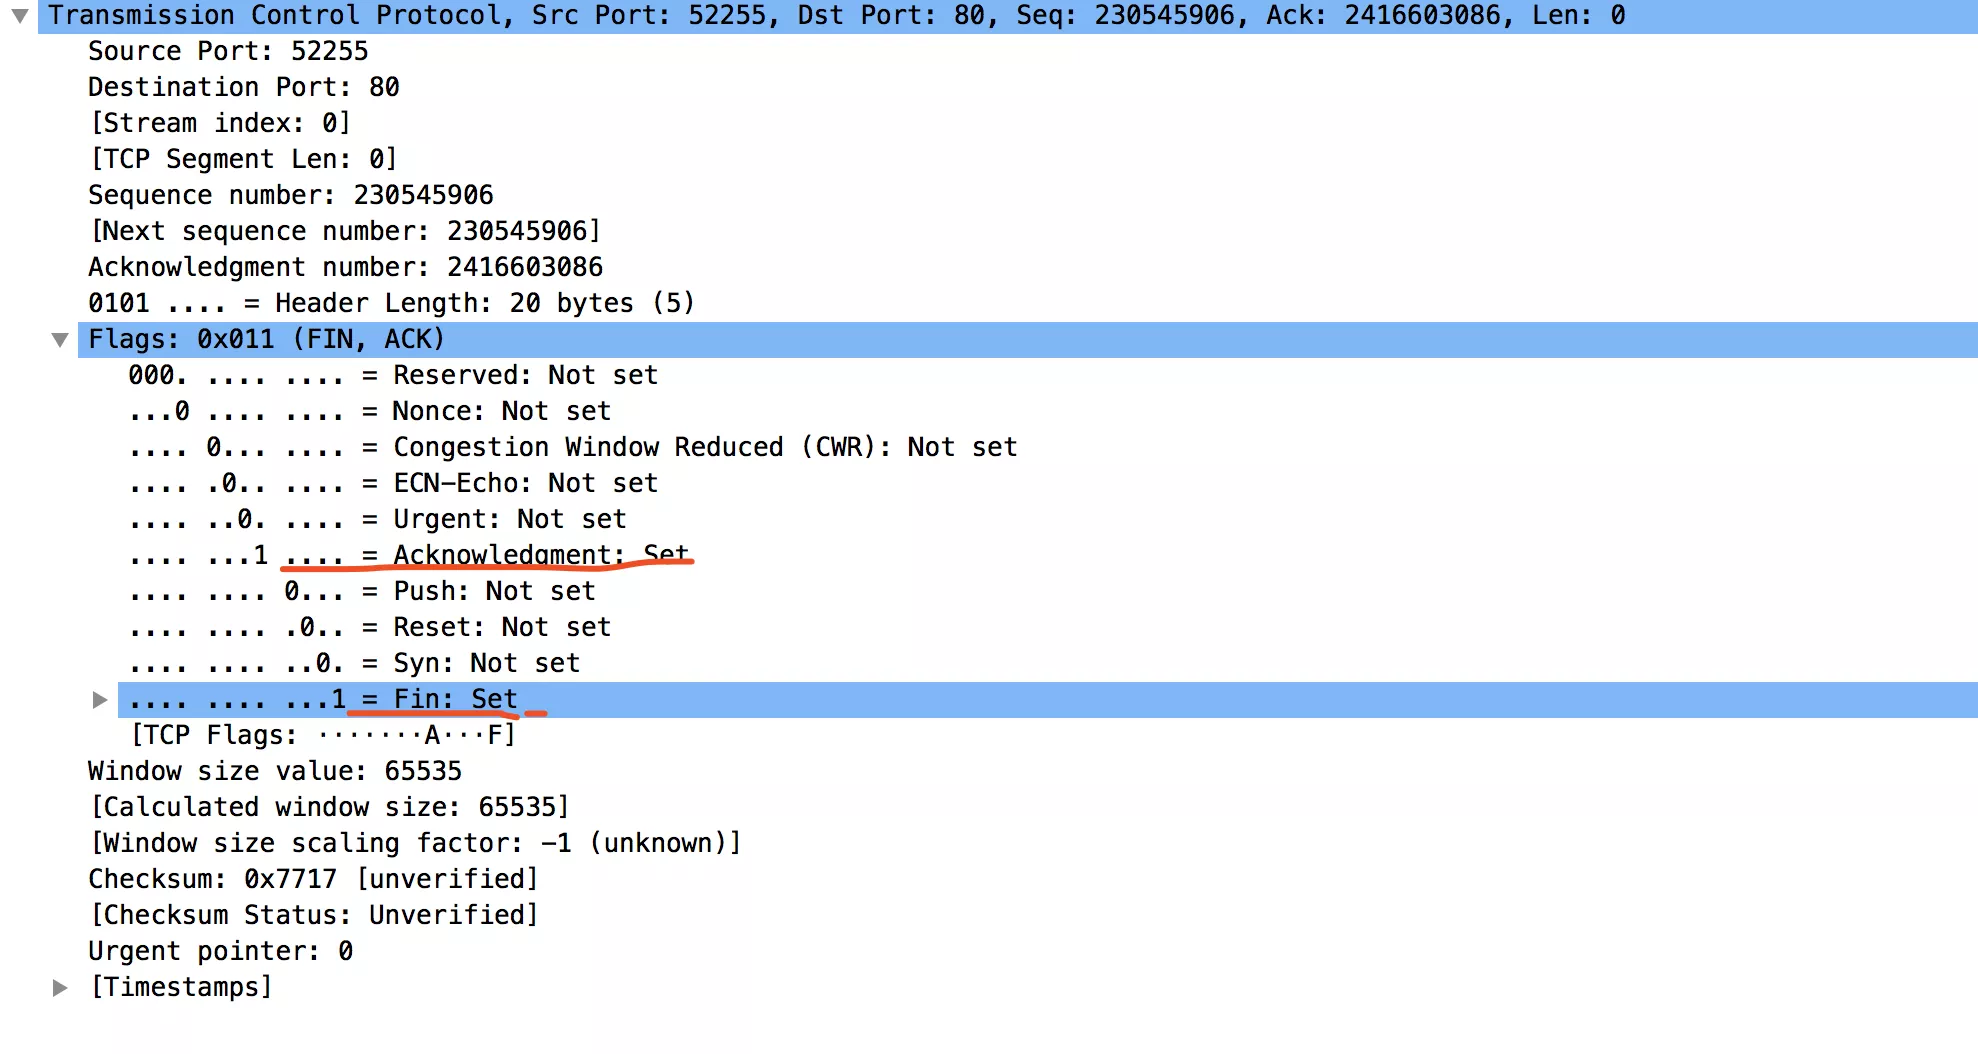 Transmission Control Protocol, Src Port: 52255, Dst Port: 80, Seq: 230545906, Ack: 2416603086, Len: 0
Source Port: 52255
Destination Port: 80
[Stream index: 0]
[TCP Segment Len: 0]
Sequence number: 230545906
[Next sequence number: 230545906]
Acknowledgment number: 2416603086
0101 .... = Header Length: 20 bytes (5)
Flags: 0x011 (FIN, ACK)
000. .... .... = Reserved: Not set
...0 .... .... = Nonce: Not set
.... 0... .... = Congestion Window Reduced (CWR): Not set
.... .0.. .... = ECN-Echo: Not set
.... ..0. .... = Urgent: Not set
.... ...1 .... = Acknowledgment: Set
.... .... 0... = Push: Not set
.... .... .0.. = Reset: Not set
.... .... ..0. = Syn: Not set
.... .... ...1 = Fin: Set
[TCP Flags: ·······A···F]
Window size value: 65535
[Calculated window size: 65535]
[Window size scaling factor: -1 (unknown)]
Checksum: 0x7717 [unverified]
[Checksum Status: Unverified]
Urgent pointer: 0
[Timestamps]